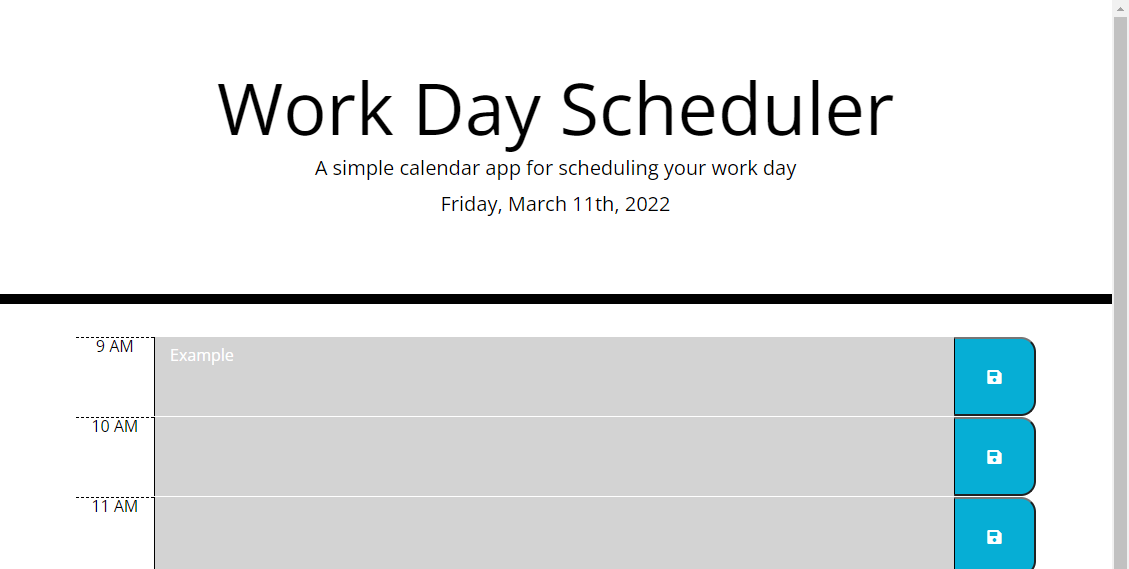 Work Day Scheduler
A simple calendar app for scheduling your work day
Friday, March 11th, 2022
9 AM
Example
10 AM
11 AM